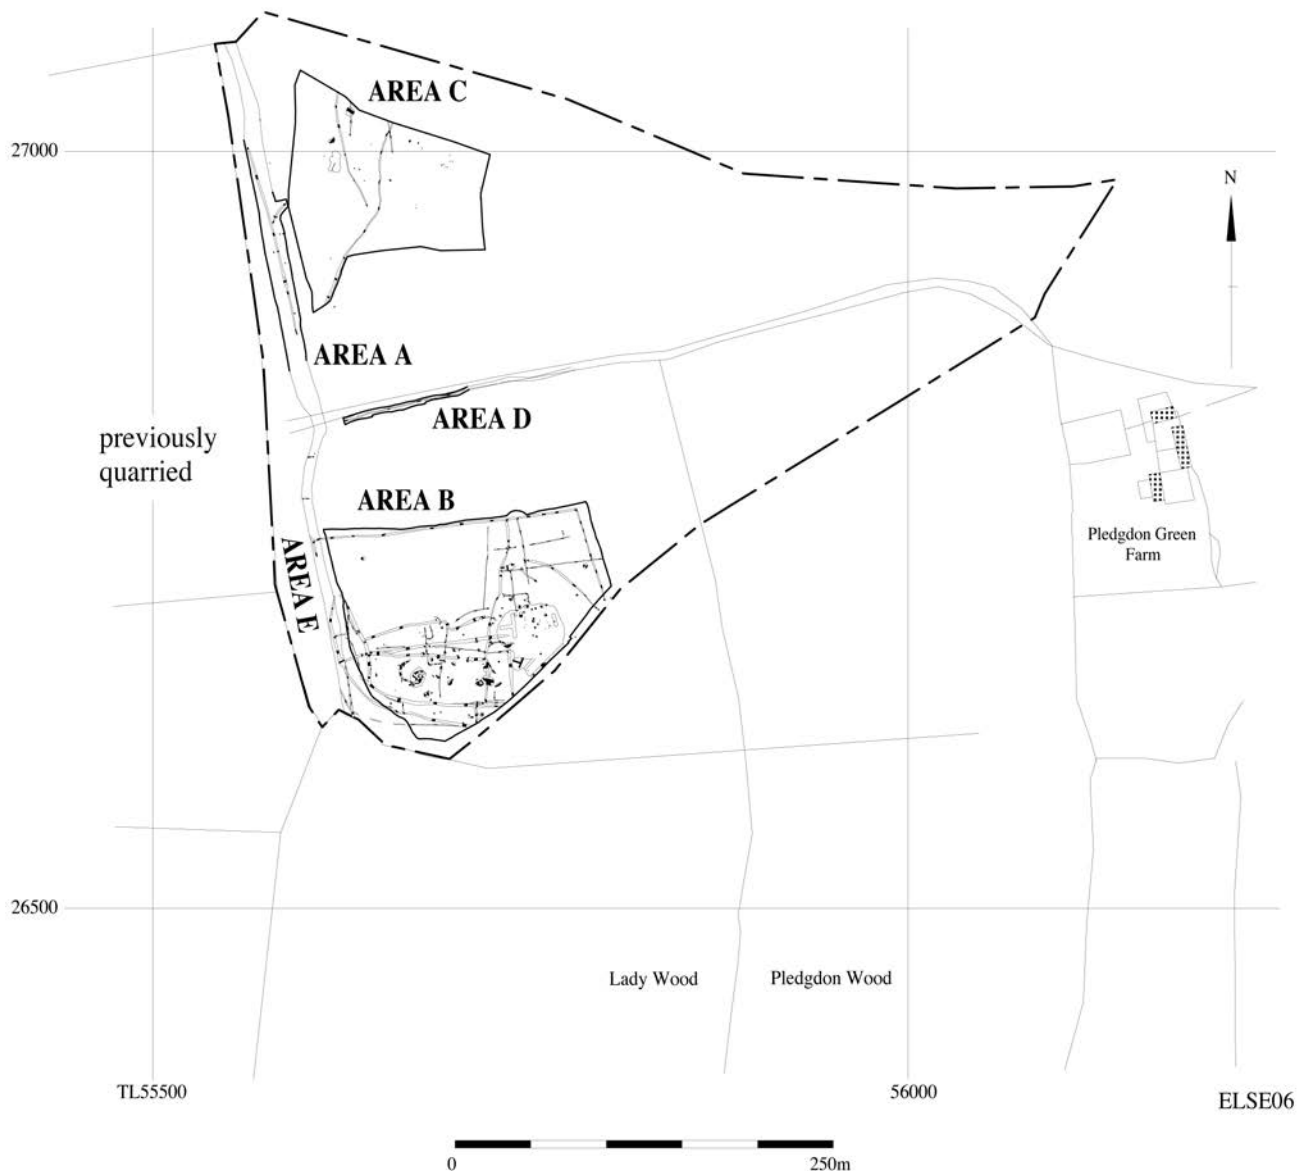 AREA C
27000
N
AREA A
AREA D
previously
quarried
AREA B
AREA E
Pledgdon Green
Farm
26500
Lady Wood
Pledgdon Wood
TL55500
56000
ELSE06
0
250m